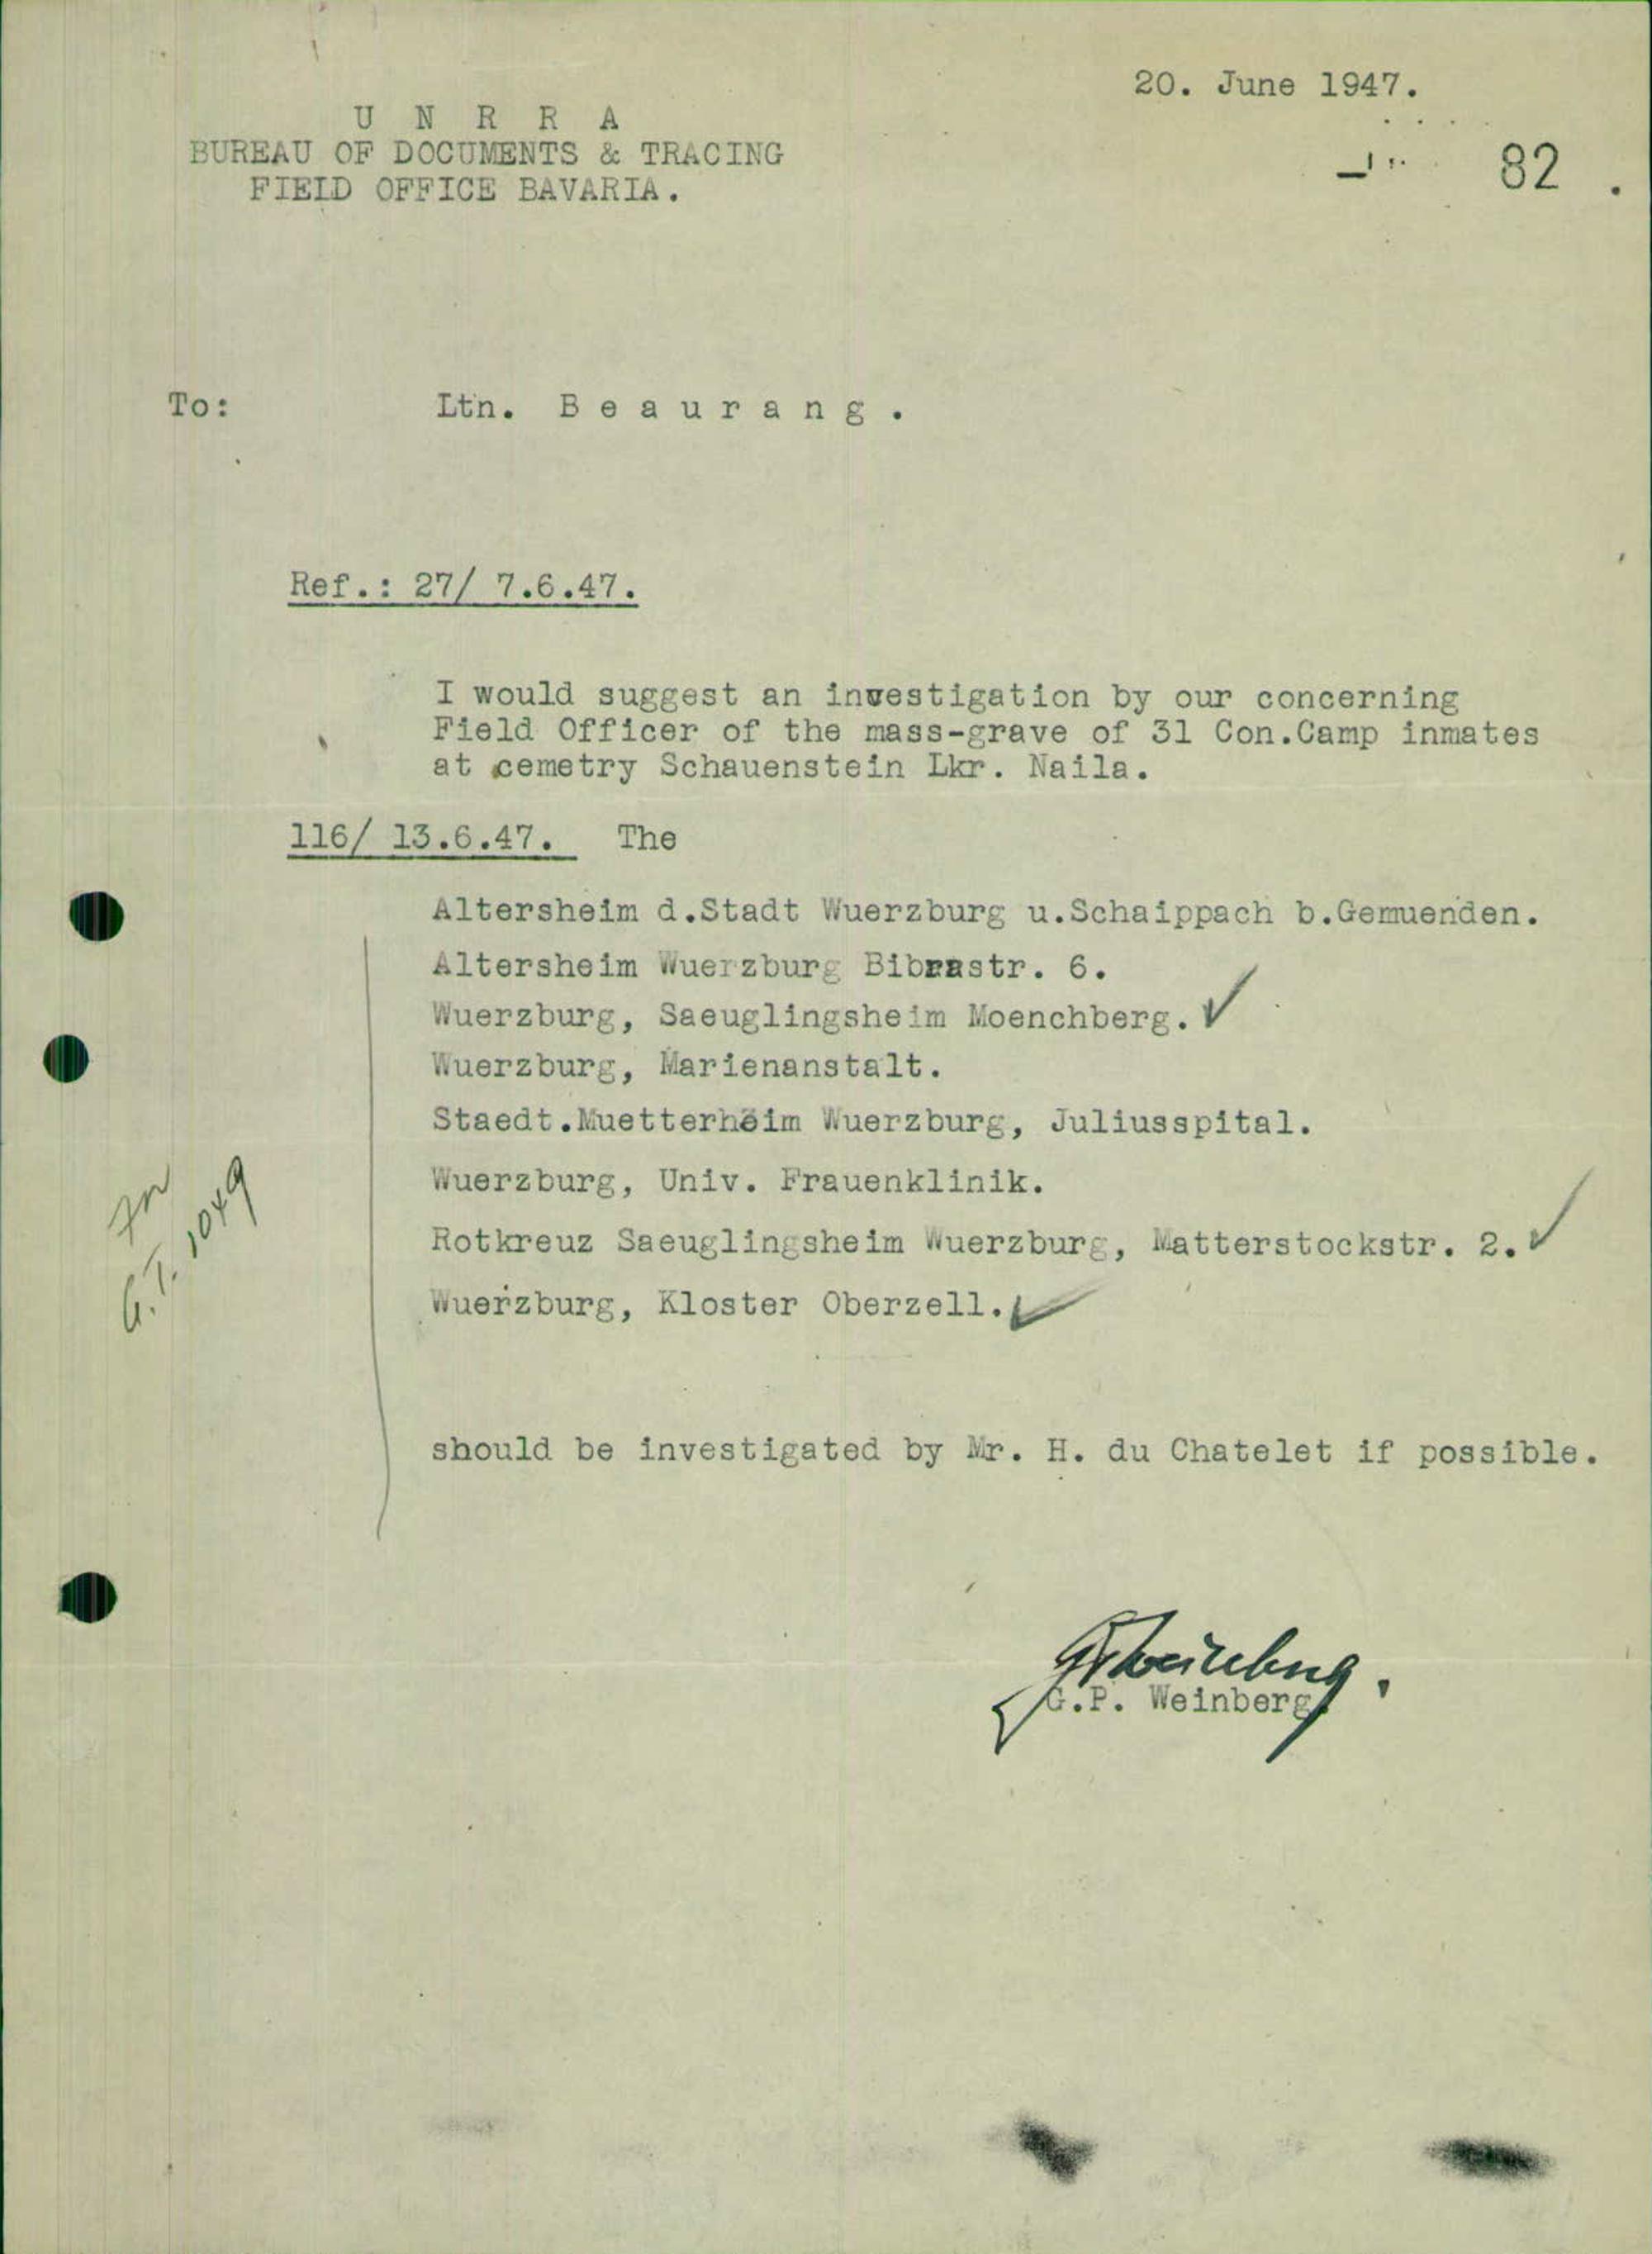 20. June 1947.
U N R R A
BUREAU OF DOCUMENTS & TRACING
FIELD OFFICE BAVARIA.
82
To: Ltn. Beaurang.
Ref.: 27/ 7.6.47.
I would suggest an investigation by our concerning
Field Officer of the mass-grave of 31 Con.Camp inmates
at cemetry Schauenstein Lkr. Naila.
116/ 13.6.47. The
Altersheim d.Stadt Wuerzburg u.Schaippach b.Gemuenden.
Altersheim Wuerzburg Bibrastr. 6.
Wuerzburg, Saeuglingsheim Moenchberg. ✓
Wuerzburg, Marienanstalt.
Staedt.Muetterheim Wuerzburg, Juliusspital.
Wuerzburg, Univ. Frauenklinik.
Rotkreuz Saeuglingsheim Wuerzburg, Matterstockstr. 2. ✓
Wuerzburg, Kloster Oberzell. ✓
G.T. 1049
should be investigated by Mr. H. du Chatelet if possible.
G.P. Weinberg.